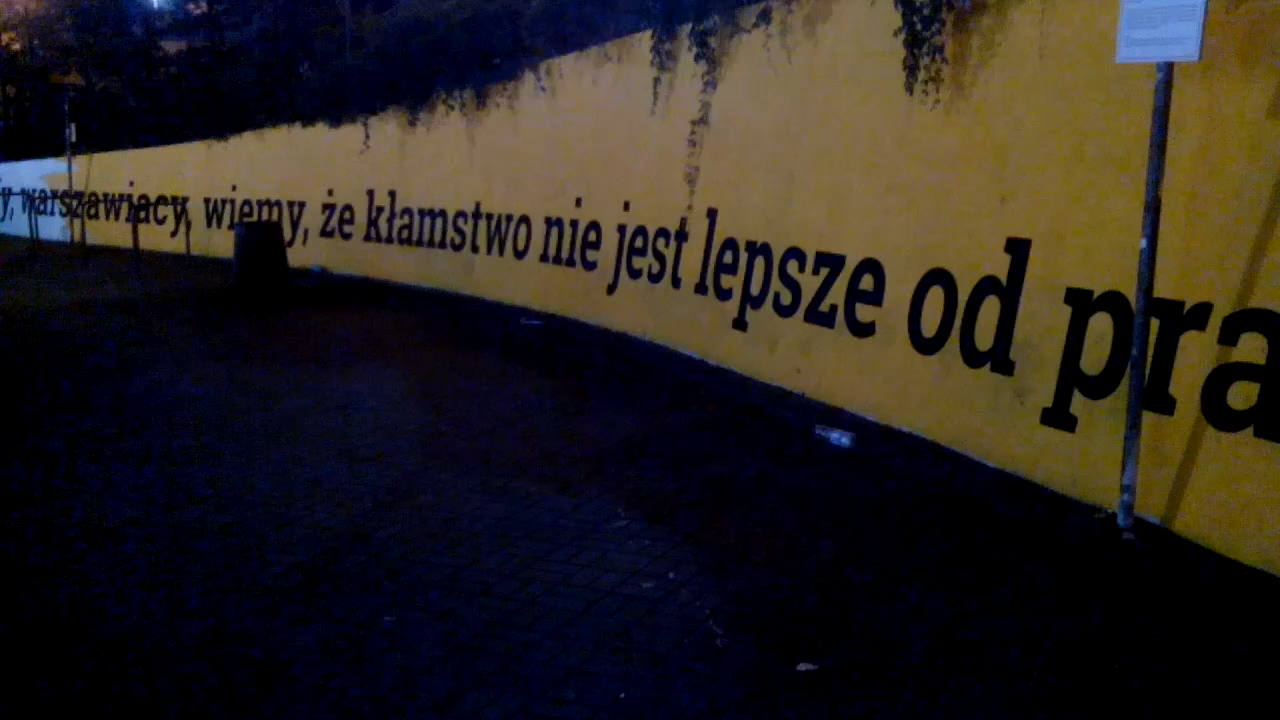 y, warszawiacy, wiemy, że kłamstwo nie jest lepsze od pra